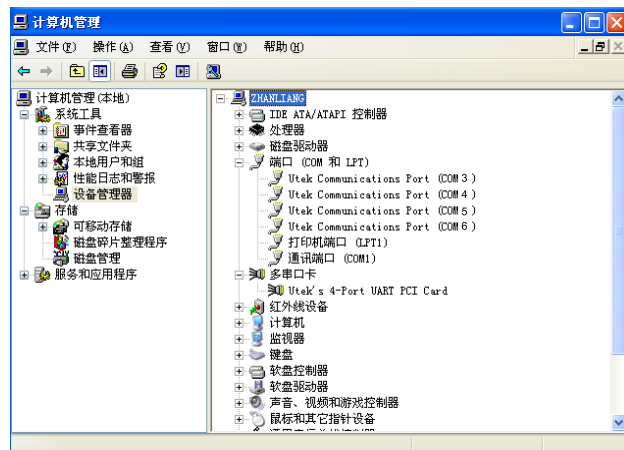 计算机管理
文件(F) 操作(A) 查看(V) 窗口(W) 帮助(H)
计算机管理(本地)
系统工具
事件查看器
共享文件夹
本地用户和组
性能日志和警报
设备管理器
存储
可移动存储
磁盘碎片整理程序
磁盘管理
服务和应用程序
ZHANLIANG
IDE ATA/ATAPI 控制器
处理器
磁盘驱动器
端口 (COM 和 LPT)
Utek Communications Port (COM3)
Utek Communications Port (COM4)
Utek Communications Port (COM5)
Utek Communications Port (COM6)
打印机端口 (LPT1)
通讯端口 (COM1)
多串口卡
Utek's 4-Port UART PCI Card
红外线设备
计算机
监视器
键盘
软盘控制器
软盘驱动器
声音、视频和游戏控制器
鼠标和其它指针设备